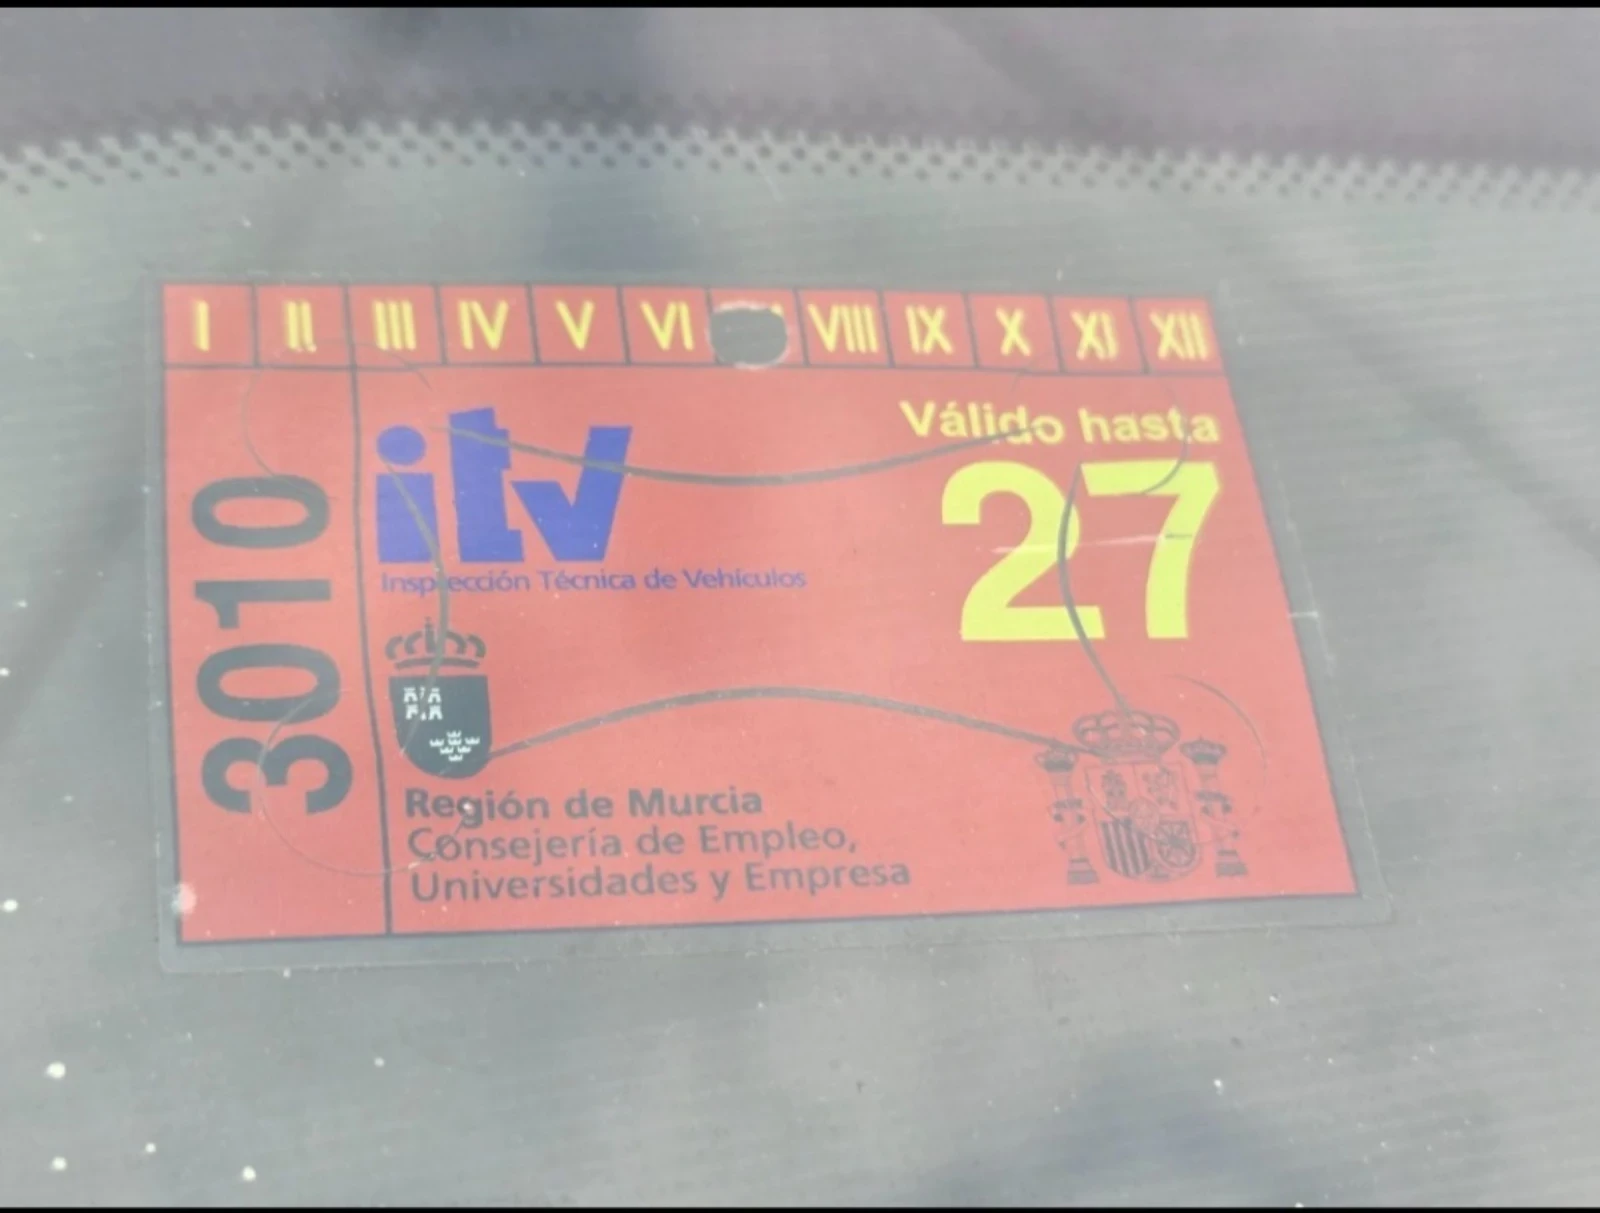 I II III IV V VI VIII IX X XI XII
3010
itv
Inspección Técnica de Vehículos
Válido hasta
27
Región de Murcia
Consejería de Empleo,
Universidades y Empresa